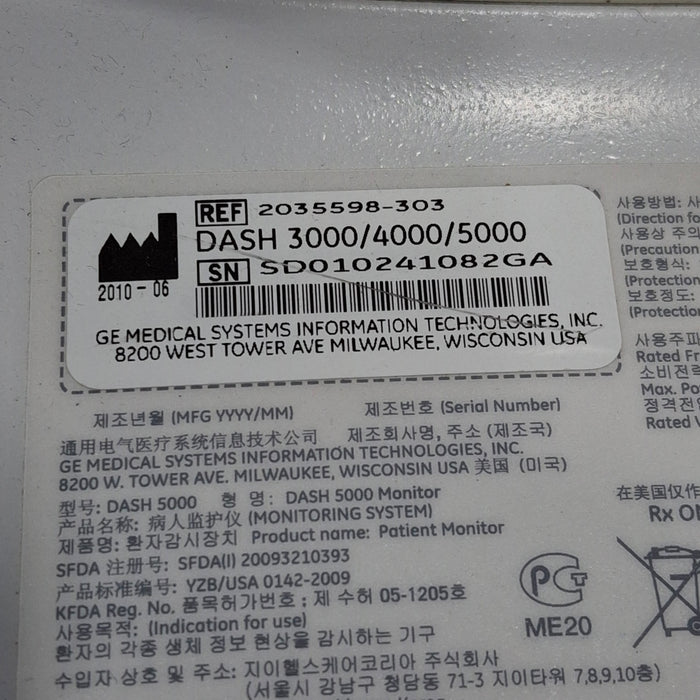 REF 2035598-303
DASH 3000/4000/5000
SN SD010241082GA
2010-06
GE MEDICAL SYSTEMS INFORMATION TECHNOLOGIES, INC.
8200 WEST TOWER AVE MILWAUKEE, WISCONSIN USA
제조년월 (MFG YYYY/MM) 제조번호 (Serial Number)
通用电气医疗系统信息技术公司 제조회사명, 주소 (제조국)
GE MEDICAL SYSTEMS INFORMATION TECHNOLOGIES, INC.
8200 W. TOWER AVE. MILWAUKEE, WISCONSIN USA 美国 (미국)
型号: DASH 5000 형 명: DASH 5000 Monitor
产品名称: 病人监护仪 (MONITORING SYSTEM)
제품명: 환자감시장치 Product name: Patient Monitor
SFDA 注册号: SFDA(I) 20093210393
产品标准编号: YZB/USA 0142-2009
KFDA Reg. No. 품목허가번호 ; 제 수허 05-1205호
사용목적: (Indication for use)
환자의 각종 생체 정보 현상을 감시하는 기구
수입자 상호 및 주소: 지이헬스케어코리아 주식회사
(서울시 강남구 청담동 71-3 지이타워 7,8,9,10층)
사용방법:
(Direction
사용상 주의
(Precaution
보호형식:
(Protection
보호정도:
(Protection
사용주파
Rated
소비전력
Max.
정격전
Rated
在美国仅作
Rx
PCT
ME20